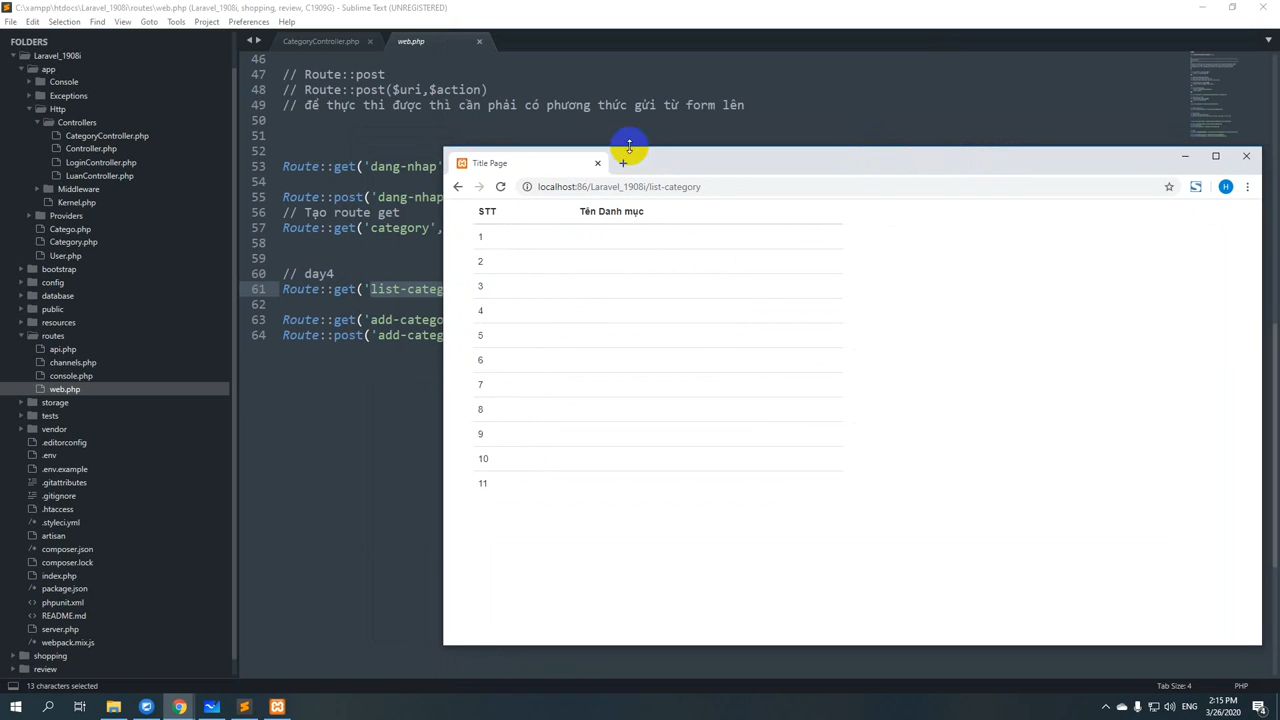 C:\xampp\htdocs\Laravel_1908i\routes\web.php (Laravel_1908i, shopping, review, C1909G) - Sublime Text (UNREGISTERED)
File Edit Selection Find View Goto Tools Project Preferences Help
FOLDERS
Laravel_1908i
app
Console
Exceptions
Http
Controllers
CategoryController.php
Controller.php
LoginController.php
LuanController.php
Middleware
Kernel.php
Providers
Catego.php
Category.php
User.php
bootstrap
config
database
public
resources
routes
api.php
channels.php
console.php
web.php
storage
tests
vendor
.editorconfig
.env
.env.example
.gitattributes
.gitignore
.htaccess
.styleci.yml
artisan
composer.json
composer.lock
index.php
package.json
phpunit.xml
README.md
server.php
webpack.mix.js
shopping
review
CategoryController.php
web.php
46
47 // Route::post
48 // Route::post($uri,$action)
49 // để thực thi được thì cần phải có phương thức gửi từ form lên
50
51
52
53 Route::get('dang-nhap'
54
55 Route::post('dang-nhap
56 // Tạo route get
57 Route::get('category',
58
59
60 // day4
61 Route::get('list-categ
62
63 Route::get('add-catego
64 Route::post('add-categ
Title Page
localhost:86/Laravel_1908i/list-category
H
STT Tên Danh mục
1
2
3
4
5
6
7
8
9
10
11
13 characters selected
Tab Size: 4
PHP
ENG
2:15 PM
3/26/2020
4